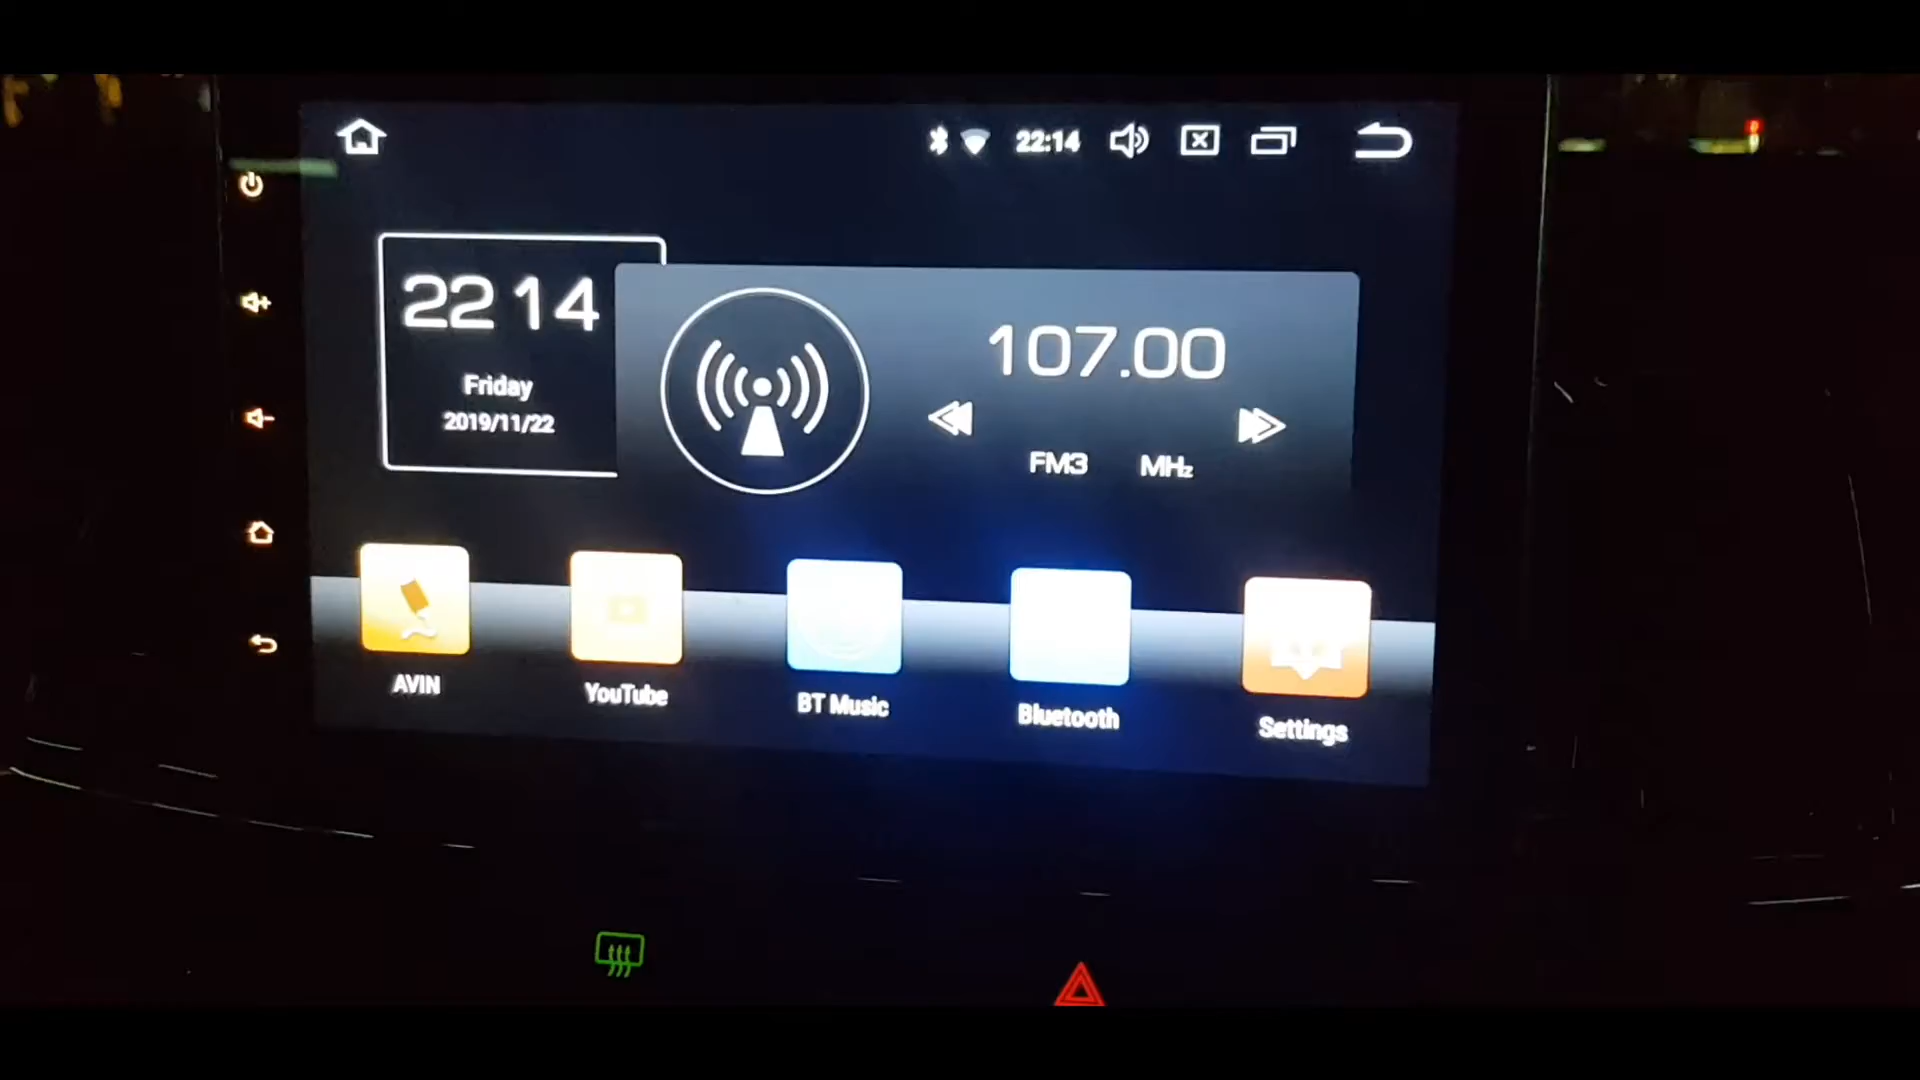 22:14
22 14
Friday
2019/11/22
107.00
FM3 MHz
AVIN
YouTube
BT Music
Bluetooth
Settings